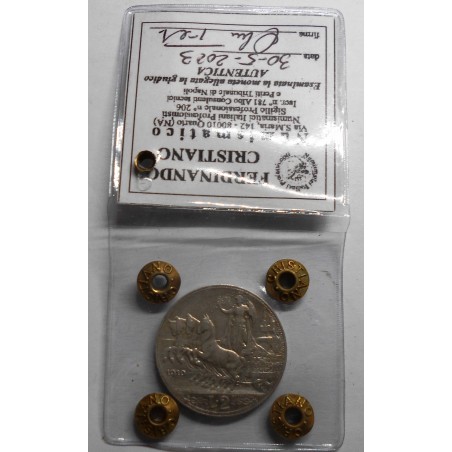 FERDINANDO
CRISTIANO
Numismatico
Via S.Maria, 142 - 80010 Quarto (NA)
Numismatici Italiani Professionisti
Sigillo Professionale n. 206
Iscr. n° 781 Albo Consulenti tecnici
e Periti Tribunale di Napoli
Esaminata la moneta allegata la giudico
AUTENTICA
data 30-5-2023
firma